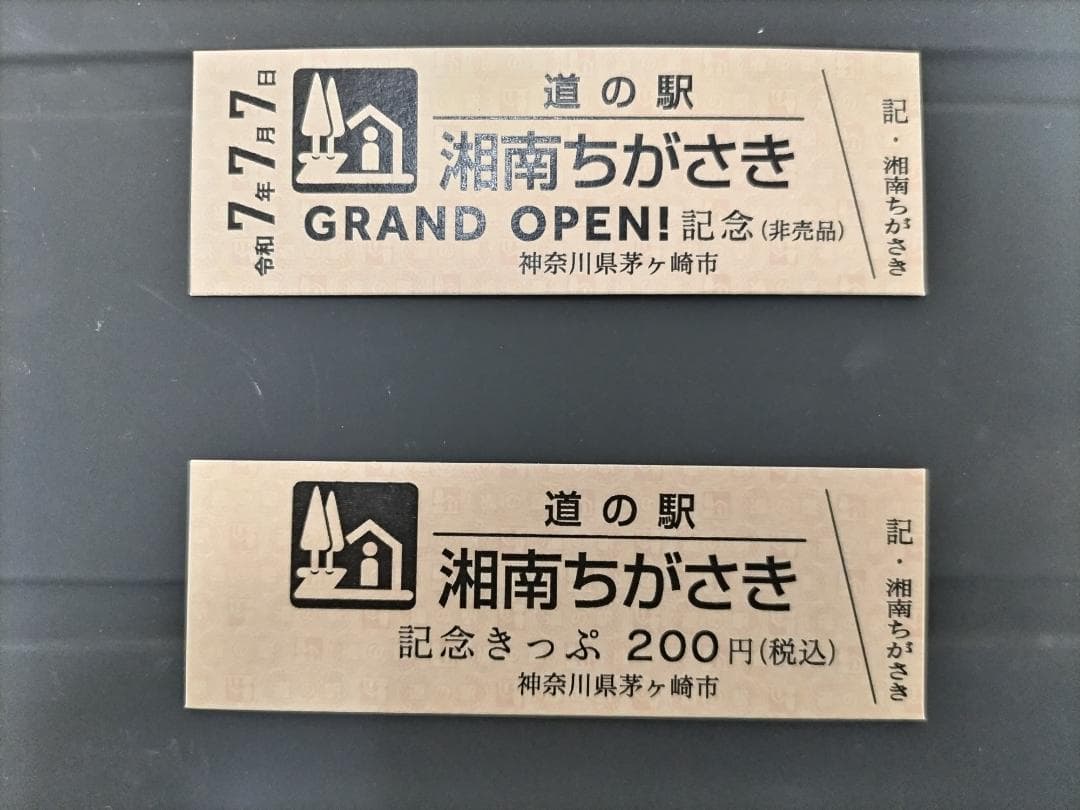 令和7年7月7日
道の駅
湘南ちがさき
GRAND OPEN! 記念(非売品)
神奈川県茅ヶ崎市
記・湘南ちがさき
道の駅
湘南ちがさき
記念きっぷ 200円(税込)
神奈川県茅ヶ崎市
記・湘南ちがさき